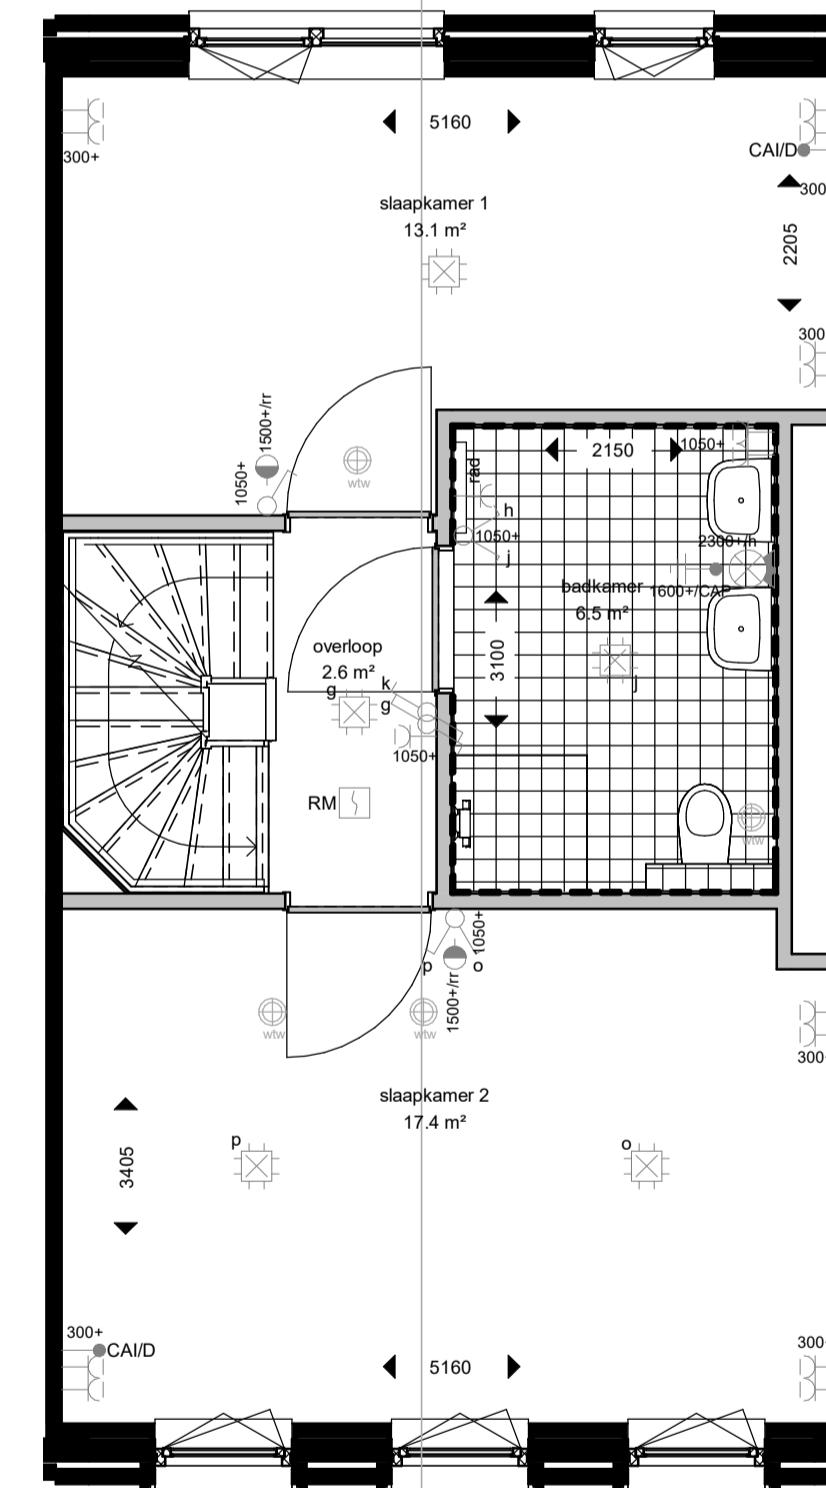 5160
300+
CAI/D
300
slaapkamer 1
13.1 m²
2205
300
1500+/rr
1050+
wtw
2150
1050+
rad
h
1050+
j
2300+/h
badkamer
1600+/CAP
6.5 m²
3100
j
overloop
2.6 m²
g
k
g
1050+
RM
wtw
1050+
p
o
1500+/rr
wtw
wtw
300
slaapkamer 2
17.4 m²
p
o
3405
300+
CAI/D
5160
300